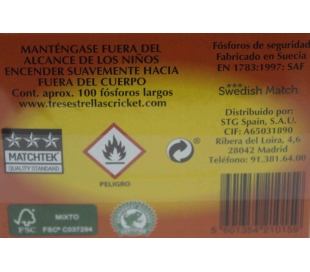 MANTÉNGASE FUERA DEL
ALCANCE DE LOS NIÑOS
ENCENDER SUAVEMENTE HACIA
FUERA DEL CUERPO
Cont. aprox. 100 fósforos largos
www.tresestrellascricket.com
Fósforos de seguridad
Fabricado en Suecia
EN 1783:1997; SAF
Swedish Match
Distribuido por:
STG Spain, S.A.U.
CIF: A65031890
Ribera del Loira, 4,6
28042 Madrid
Teléfono: 91.381.64.00
MATCHTEK
QUALITY STANDARD
PELIGRO
FSC
MIXTO
FSC® C037294